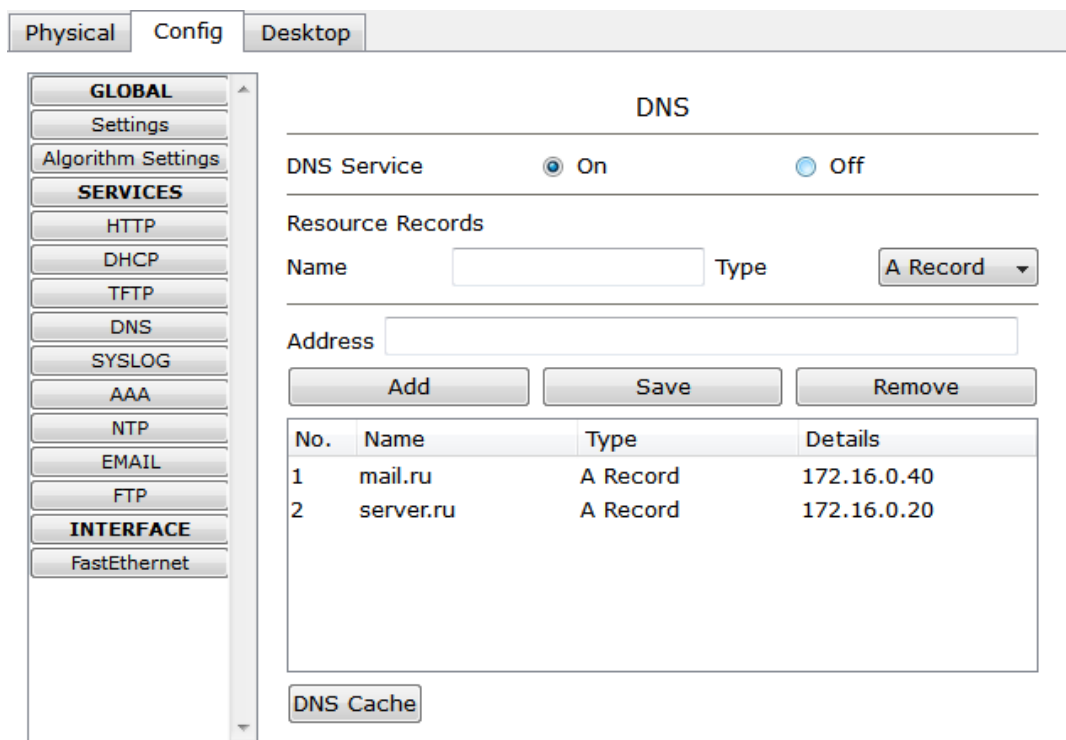 Physical Config Desktop
GLOBAL
Settings
Algorithm Settings
SERVICES
HTTP
DHCP
TFTP
DNS
SYSLOG
AAA
NTP
EMAIL
FTP
INTERFACE
FastEthernet
DNS
DNS Service On Off
Resource Records
Name Type A Record
Address
Add Save Remove
No. Name Type Details
1 mail.ru A Record 172.16.0.40
2 server.ru A Record 172.16.0.20
DNS Cache